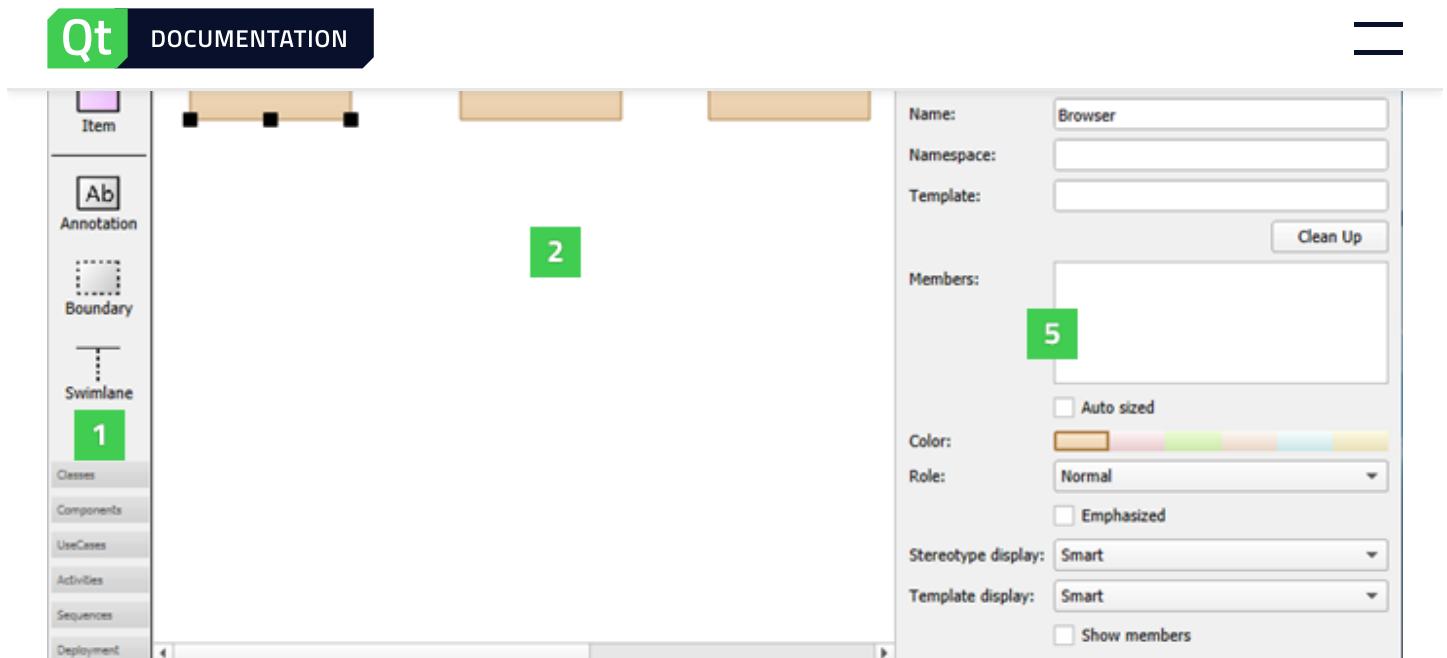 Qt DOCUMENTATION
Item
Annotation
Ab
Boundary
Swimlane
1
Classes
Components
UseCases
Activities
Sequences
Deployment
2
Name: Browser
Namespace:
Template:
Clean Up
Members:
5
Auto sized
Color:
Role: Normal
Emphasized
Stereotype display: Smart
Template display: Smart
Show members